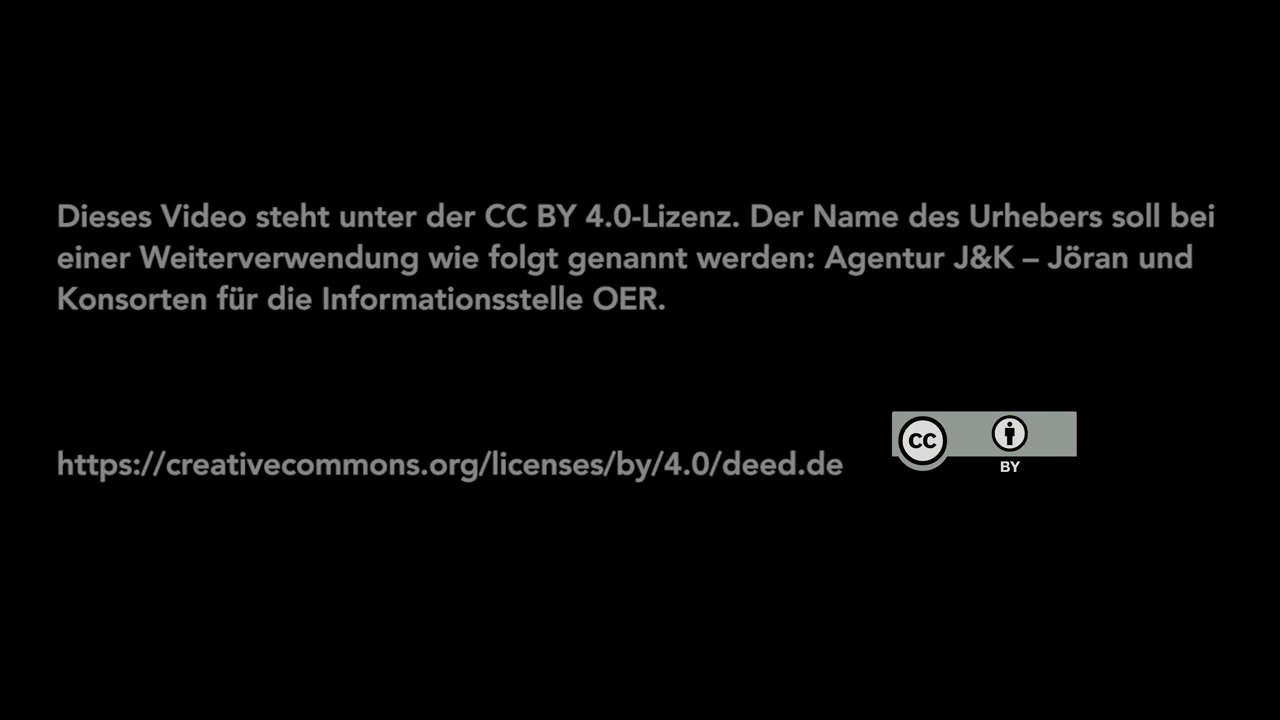 Dieses Video steht unter der CC BY 4.0-Lizenz. Der Name des Urhebers soll bei
einer Weiterverwendung wie folgt genannt werden: Agentur J&K – Jöran und
Konsorten für die Informationsstelle OER.
https://creativecommons.org/licenses/by/4.0/deed.de
CC
BY